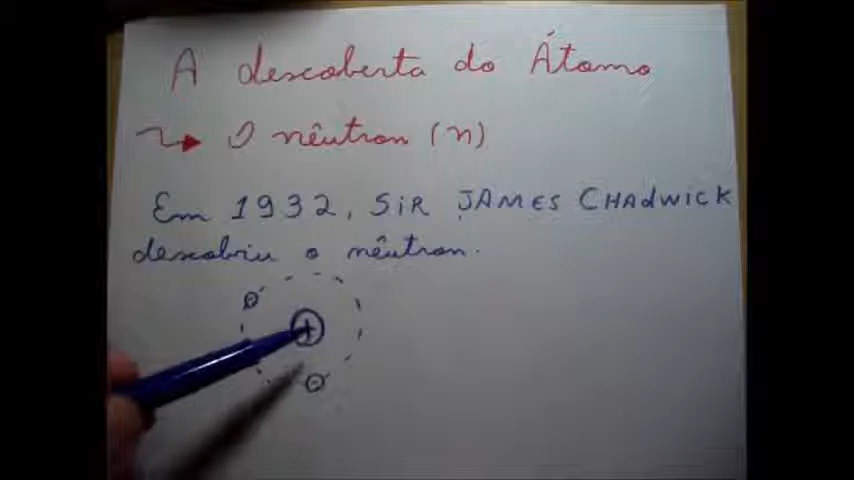 A descoberta do Átomo
O nêutron (n)
Em 1932, SiR JAMES CHADWICK
descobriu o nêutron.
+